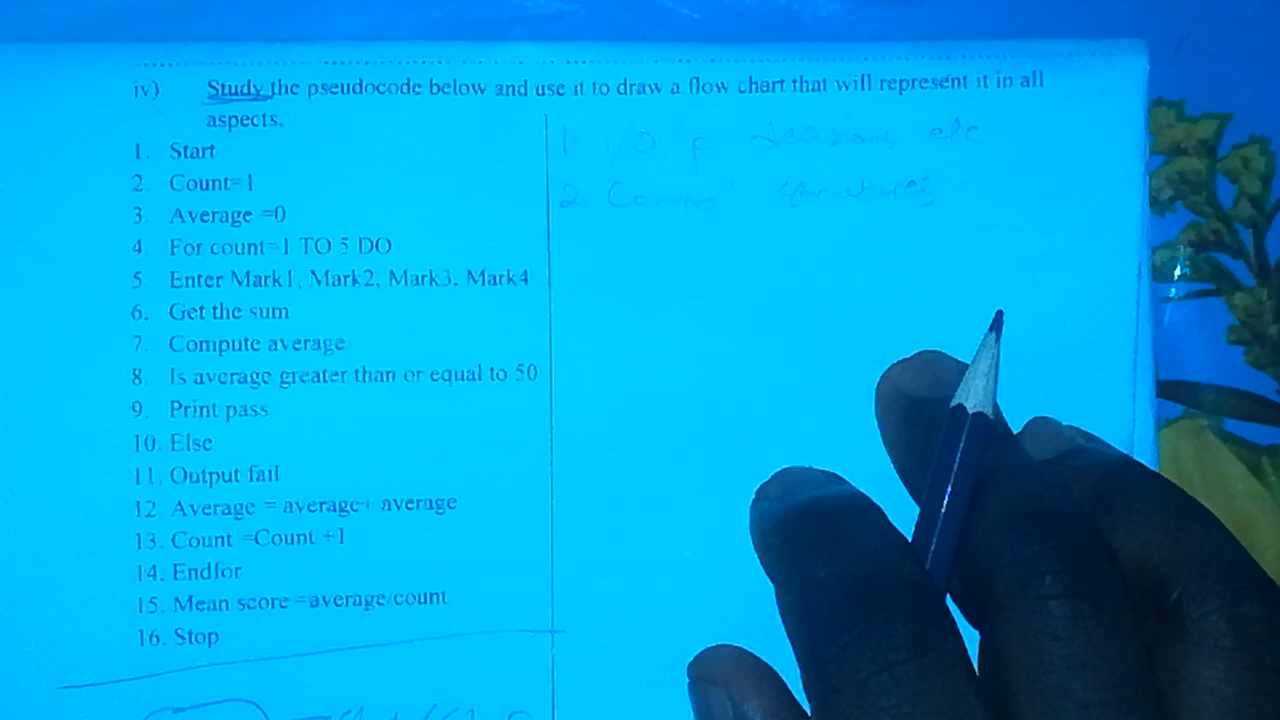 iv) Study the pseudocode below and use it to draw a flow chart that will represent it in all
aspects.
1. Start
2. Count=1
3. Average =0
4. For count=1 TO 5 DO
5. Enter Mark1, Mark2, Mark3. Mark4
6. Get the sum
7. Compute average
8. Is average greater than or equal to 50
9. Print pass
10. Else
11. Output fail
12. Average = average+ average
13. Count =Count +1
14. Endfor
15. Mean score =average/count
16. Stop
1. i/O/p decisions etc
2.